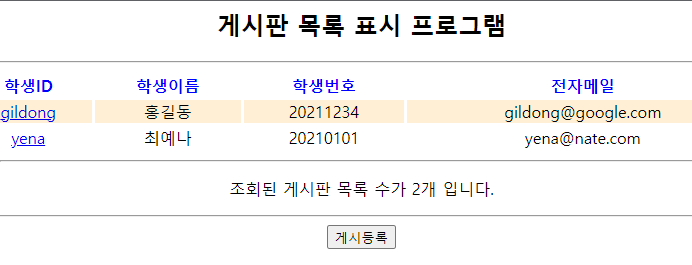 게시판 목록 표시 프로그램
학생ID 학생이름 학생번호 전자메일
gildong 홍길동 20211234 gildong@google.com
yena 최예나 20210101 yena@nate.com
조회된 게시판 목록 수가 2개 입니다.
게시등록